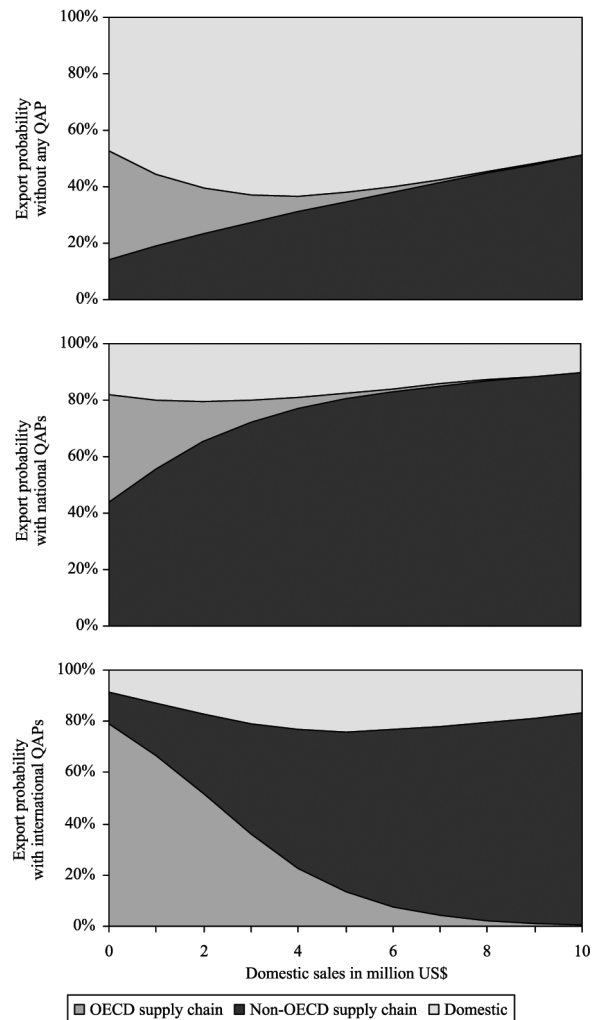 100%
80%
60%
40%
20%
0%
Export probability
without any QAP
100%
80%
60%
40%
20%
0%
Export probability
with national QAPs
100%
80%
60%
40%
20%
0%
Export probability
with international QAPs
0 2 4 6 8 10
Domestic sales in million US$
OECD supply chain Non-OECD supply chain Domestic